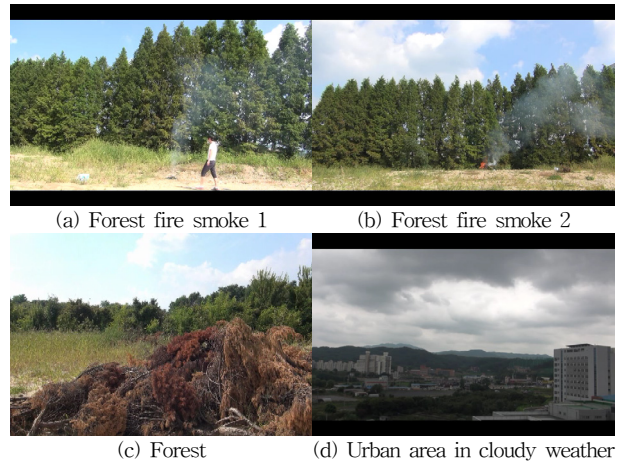 (a) Forest fire smoke 1
(b) Forest fire smoke 2
(c) Forest
(d) Urban area in cloudy weather